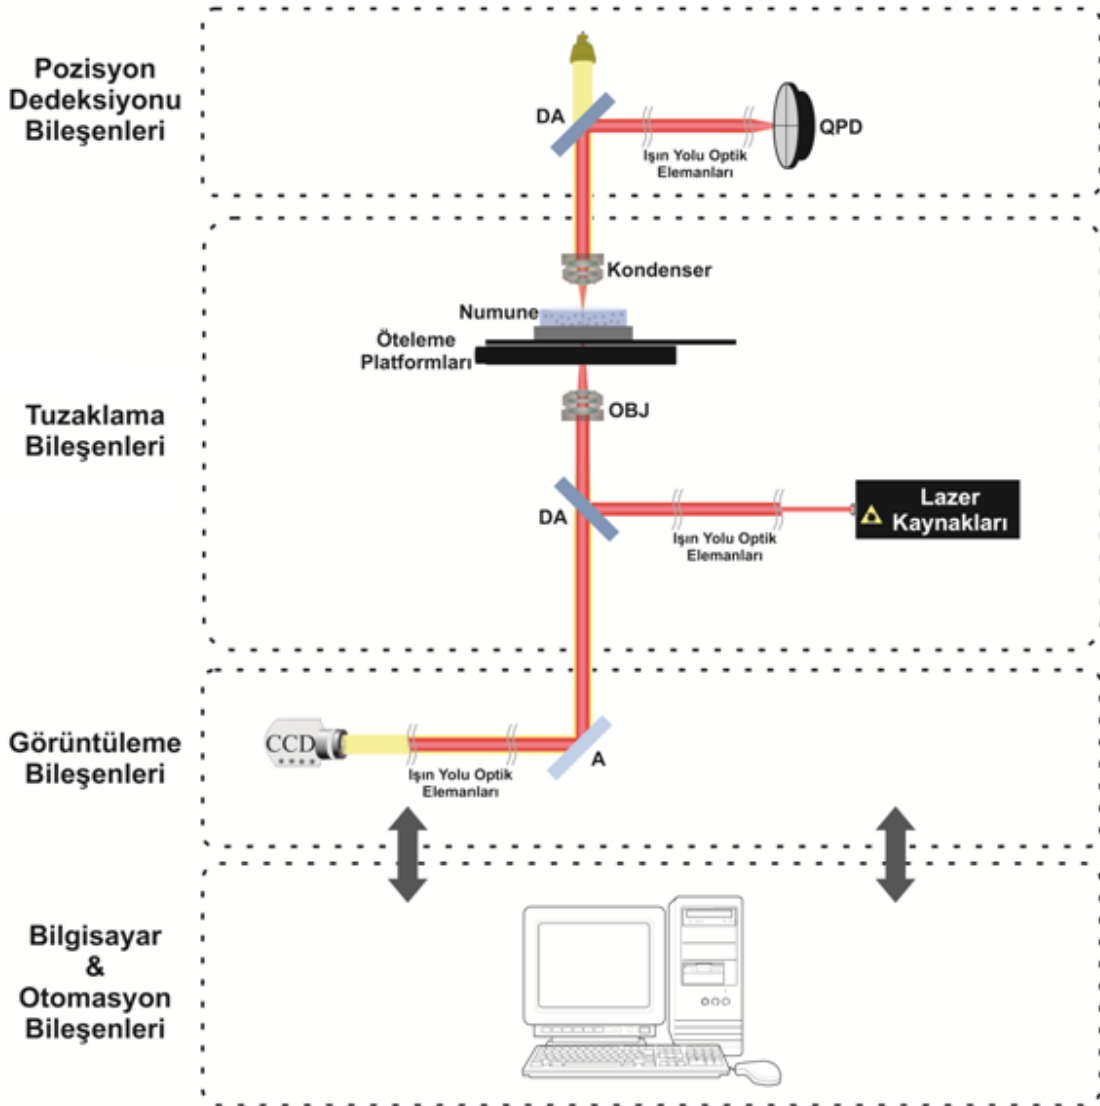 Pozisyon
Dedeksiyonu
Bileşenleri
DA
QPD
Işın Yolu Optik
Elemanları
Kondenser
Numune
Öteleme
Platformları
OBJ
Tuzaklama
Bileşenleri
DA
Lazer
Kaynakları
Işın Yolu Optik
Elemanları
Görüntüleme
Bileşenleri
CCD
A
Işın Yolu Optik
Elemanları
Bilgisayar
&
Otomasyon
Bileşenleri